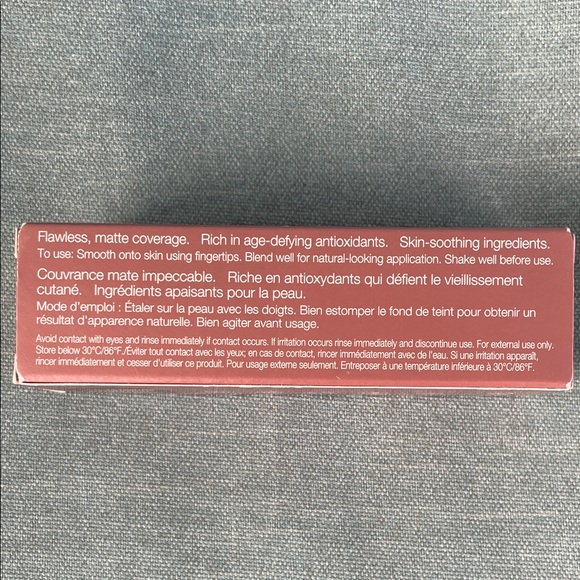 Flawless, matte coverage. Rich in age-defying antioxidants. Skin-soothing ingredients.
To use: Smooth onto skin using fingertips. Blend well for natural-looking application. Shake well before use.
Couvrance mate impeccable. Riche en antioxydants qui défient le vieillissement
cutané. Ingrédients apaisants pour la peau.
Mode d'emploi : Étaler sur la peau avec les doigts. Bien estomper le fond de teint pour obtenir un
résultat d'apparence naturelle. Bien agiter avant usage.
Avoid contact with eyes and rinse immediately if contact occurs. If irritation occurs rinse immediately and discontinue use. For external use only.
Store below 30°C/86°F./Éviter tout contact avec les yeux; en cas de contact, rincer immédiatement avec de l'eau. Si une irritation apparaît,
rincer immédiatement et cesser d'utiliser ce produit. Pour usage externe seulement. Entreposer à une température inférieure à 30°C/86°F.